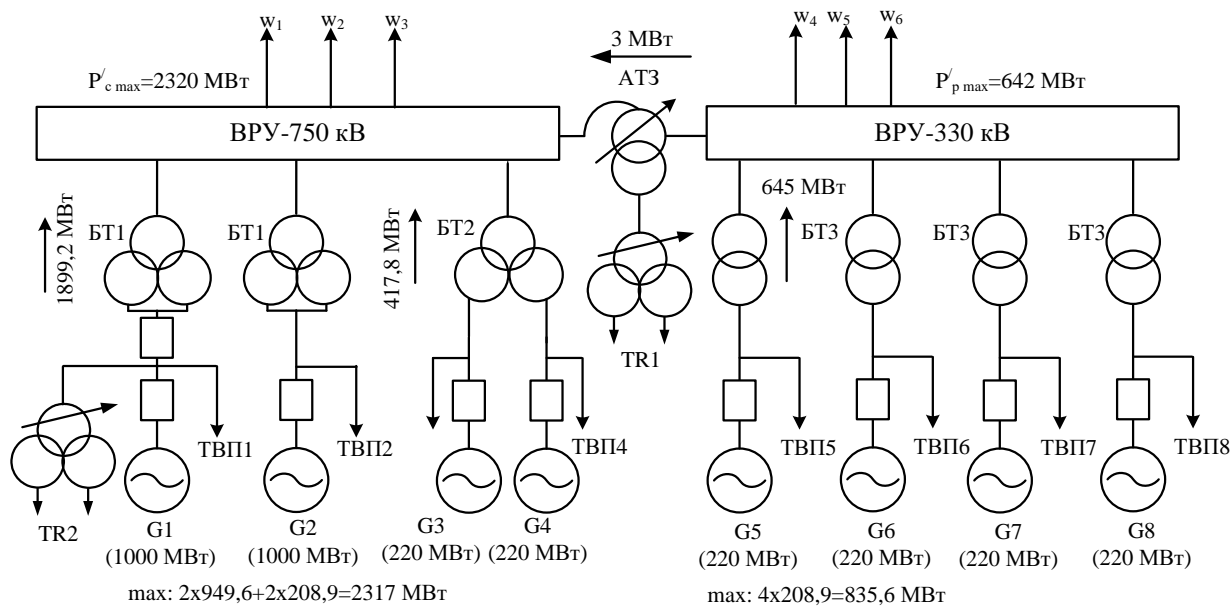 w1 w2 w3
3 МВт
w4 w5 w6
АТЗ
P/с max=2320 МВт
P/р max=642 МВт
ВРУ-750 кВ
ВРУ-330 кВ
1899,2 МВт
БТ1
БТ1
417,8 МВт
БТ2
645 МВт
БТ3
БТ3
БТ3
TR1
ТВП1
ТВП2
ТВП4
ТВП5
ТВП6
ТВП7
ТВП8
TR2
G1
(1000 МВт)
G2
(1000 МВт)
G3
(220 МВт)
G4
(220 МВт)
G5
(220 МВт)
G6
(220 МВт)
G7
(220 МВт)
G8
(220 МВт)
max: 2x949,6+2x208,9=2317 МВт
max: 4x208,9=835,6 МВт